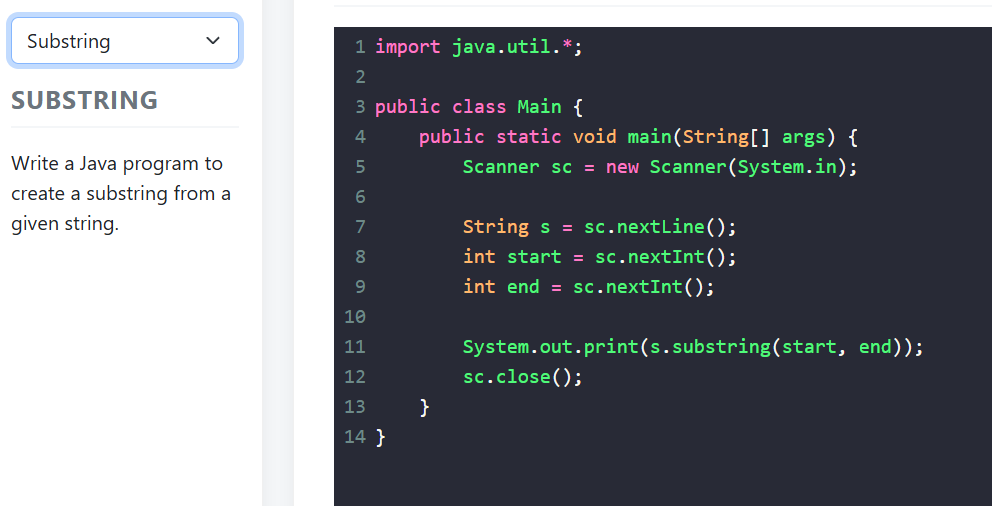 Substring
SUBSTRING
Write a Java program to
create a substring from a
given string.
1 import java.util.*;
2
3 public class Main {
4     public static void main(String[] args) {
5         Scanner sc = new Scanner(System.in);
6
7         String s = sc.nextLine();
8         int start = sc.nextInt();
9         int end = sc.nextInt();
10
11         System.out.print(s.substring(start, end));
12         sc.close();
13     }
14 }